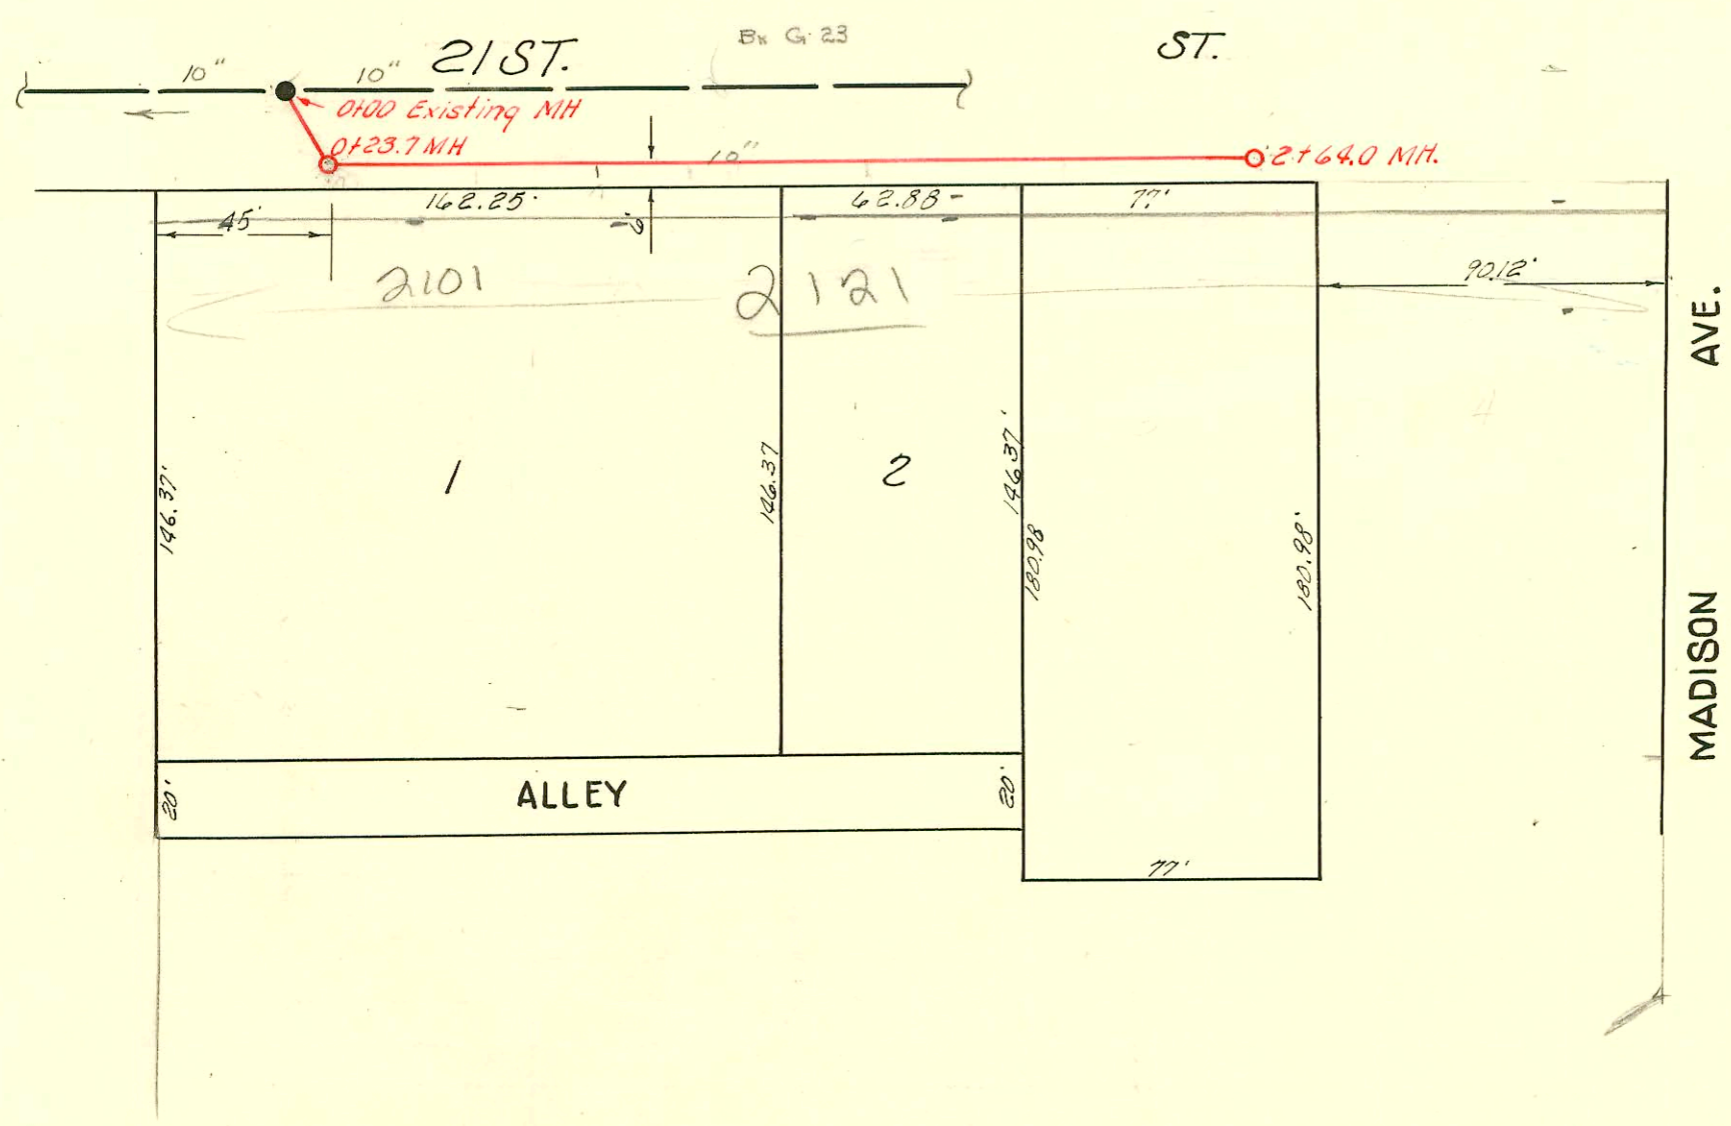 Bx G-23
21 ST.
ST.
10"
10"
0+00 Existing MH
0+23.7 MH
10"
2+64.0 MH.
162.25'
62.88
77'
45'
90.12'
2101
2121
AVE.
1
2
146.37'
146.37
146.37'
180.98
180.98'
MADISON
20'
ALLEY
20'
77'